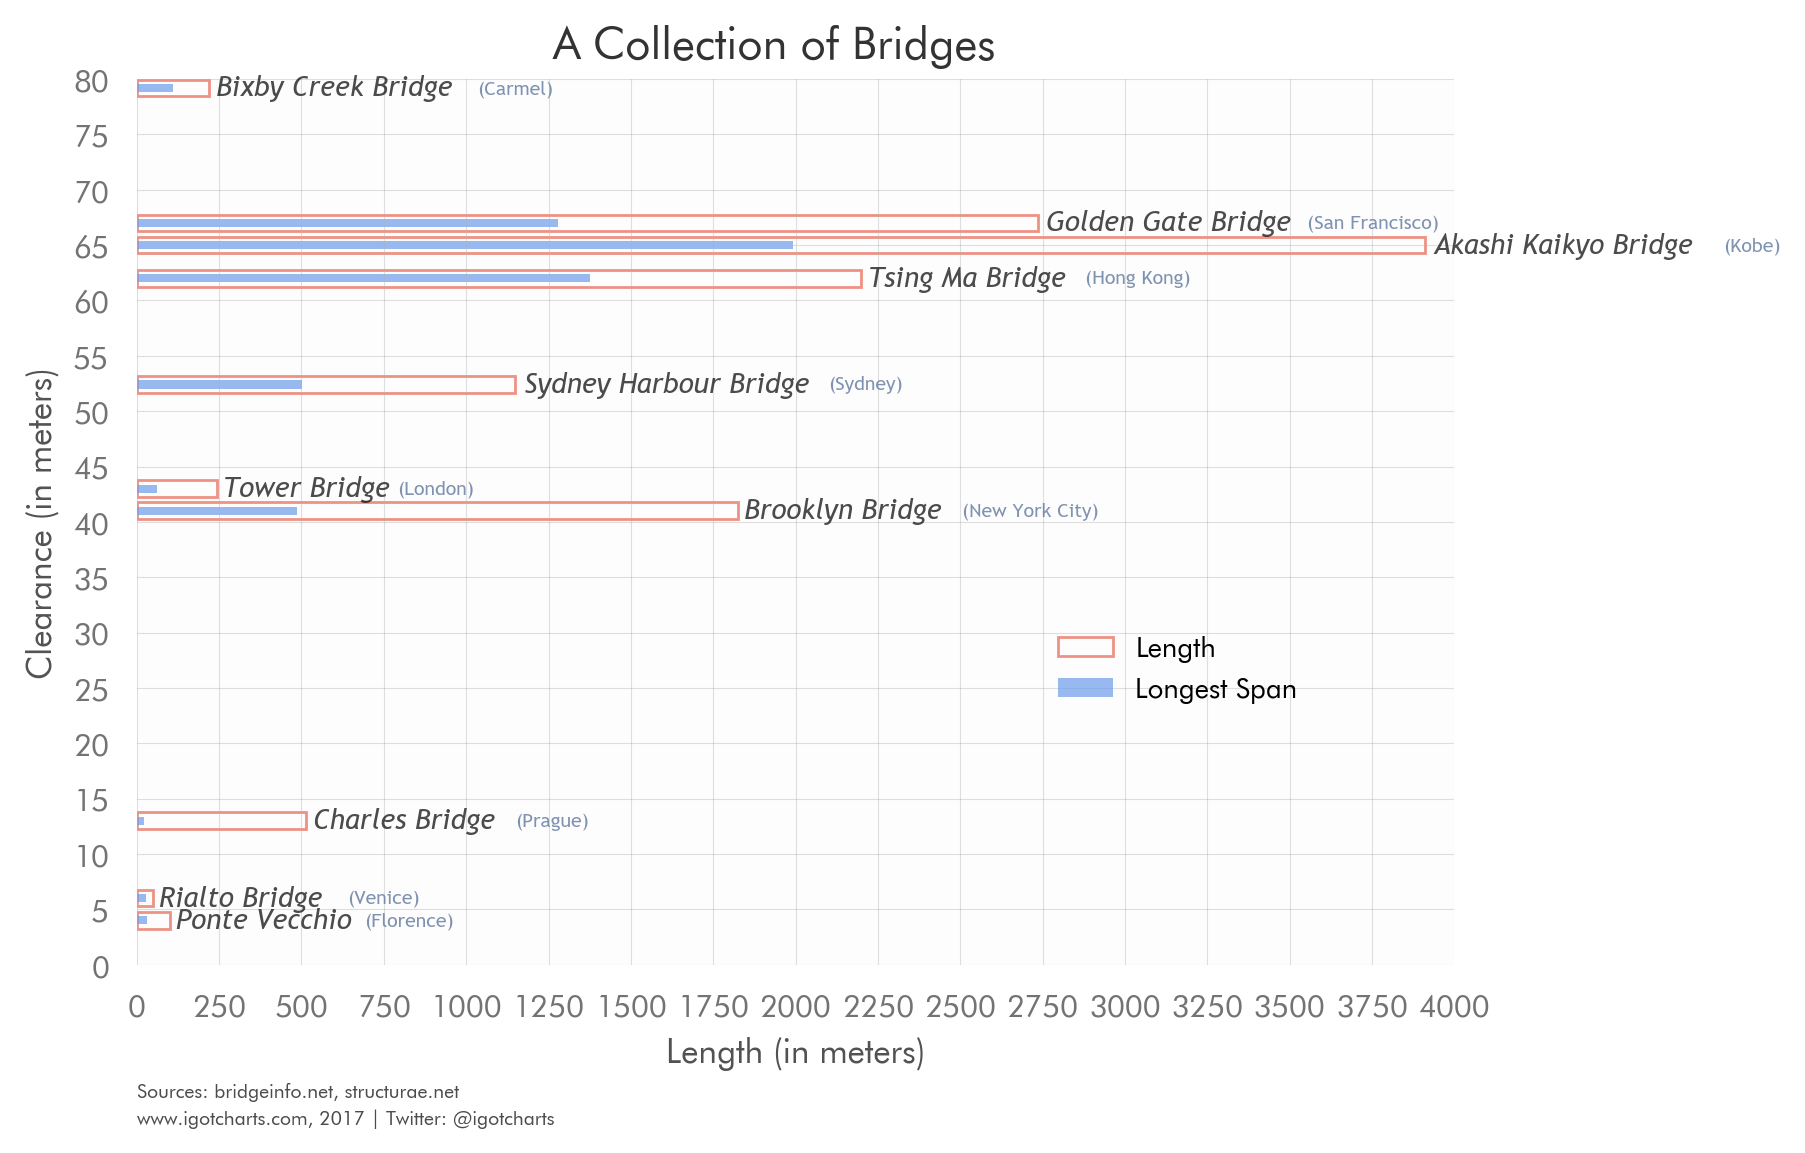 A Collection of Bridges
80
Bixby Creek Bridge (Carmel)
75
70
Golden Gate Bridge (San Francisco)
65
Akashi Kaikyo Bridge (Kobe)
Tsing Ma Bridge (Hong Kong)
60
55
Sydney Harbour Bridge (Sydney)
50
45
Tower Bridge (London)
Brooklyn Bridge (New York City)
40
35
30
Length
25
Longest Span
20
15
Charles Bridge (Prague)
10
Rialto Bridge (Venice)
5
Ponte Vecchio (Florence)
0
Clearance (in meters)
0 250 500 750 1000 1250 1500 1750 2000 2250 2500 2750 3000 3250 3500 3750 4000
Length (in meters)
Sources: bridgeinfo.net, structurae.net
www.igotcharts.com, 2017 | Twitter: @igotcharts